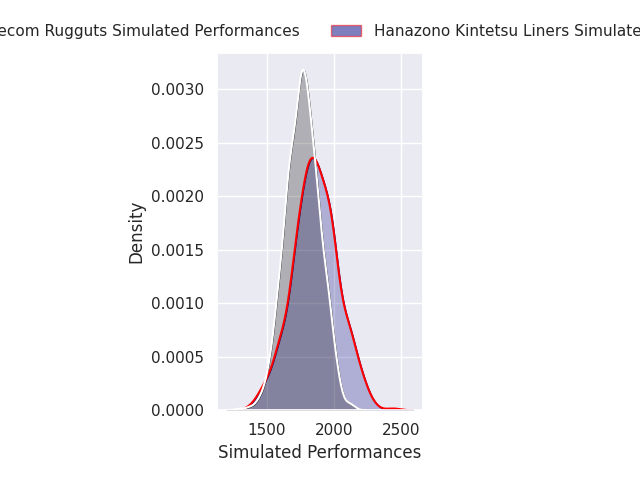 ecom Rugguts Simulated Performances
Hanazono Kintetsu Liners Simulate
0.0030
0.0025
0.0020
0.0015
0.0010
0.0005
0.0000
Density
1500 2000 2500
Simulated Performances